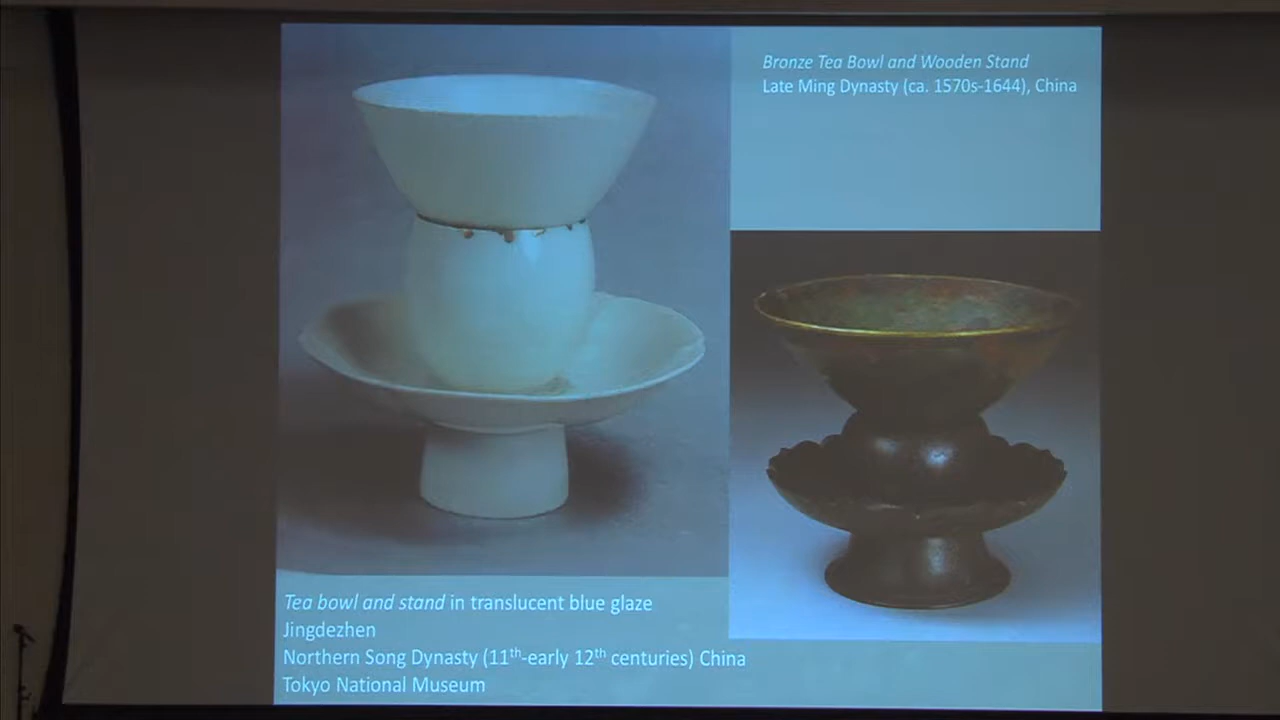 Bronze Tea Bowl and Wooden Stand
Late Ming Dynasty (ca. 1570s-1644), China
Tea bowl and stand in translucent blue glaze
Jingdezhen
Northern Song Dynasty (11th-early 12th centuries) China
Tokyo National Museum